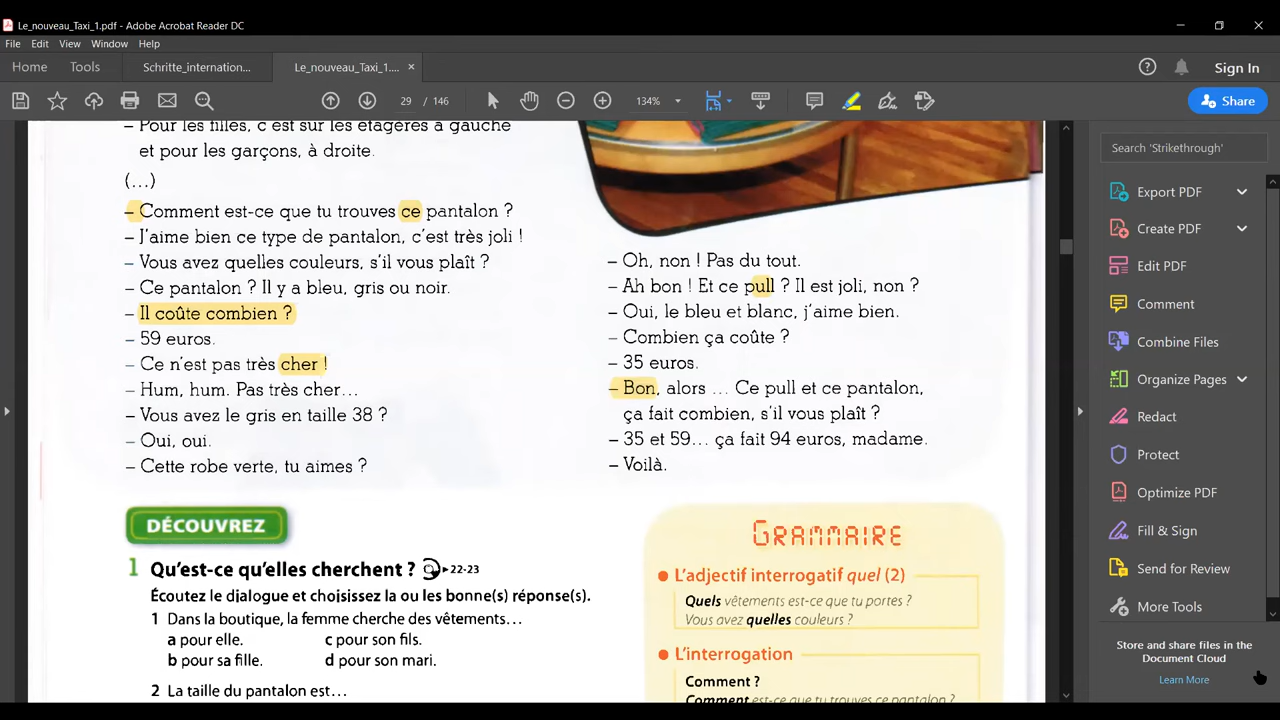 Le_nouveau_Taxi_1.pdf - Adobe Acrobat Reader DC
File Edit View Window Help
Home Tools Schritte_internation... Le_nouveau_Taxi_1.... × Sign In
29 / 146 134% Share
– Pour les filles, c'est sur les étagères à gauche
et pour les garçons, à droite.
(…)
– Comment est-ce que tu trouves ce pantalon ?
– J'aime bien ce type de pantalon, c'est très joli !
– Vous avez quelles couleurs, s'il vous plaît ?
– Ce pantalon ? Il y a bleu, gris ou noir.
– Il coûte combien ?
– 59 euros.
– Ce n'est pas très cher !
– Hum, hum. Pas très cher…
– Vous avez le gris en taille 38 ?
– Oui, oui.
– Cette robe verte, tu aimes ?
– Oh, non ! Pas du tout.
– Ah bon ! Et ce pull ? Il est joli, non ?
– Oui, le bleu et blanc, j'aime bien.
– Combien ça coûte ?
– 35 euros.
– Bon, alors … Ce pull et ce pantalon,
ça fait combien, s'il vous plaît ?
– 35 et 59… ça fait 94 euros, madame.
– Voilà.
DÉCOUVREZ
1 Qu'est-ce qu'elles cherchent ? ▸22-23
Écoutez le dialogue et choisissez la ou les bonne(s) réponse(s).
1 Dans la boutique, la femme cherche des vêtements…
a pour elle. c pour son fils.
b pour sa fille. d pour son mari.
2 La taille du pantalon est…
GRAMMAIRE
• L'adjectif interrogatif quel (2)
Quels vêtements est-ce que tu portes ?
Vous avez quelles couleurs ?
• L'interrogation
Comment ?
Comment est-ce que tu trouves ce pantalon ?
Search 'Strikethrough'
Export PDF
Create PDF
Edit PDF
Comment
Combine Files
Organize Pages
Redact
Protect
Optimize PDF
Fill & Sign
Send for Review
More Tools
Store and share files in the
Document Cloud
Learn More